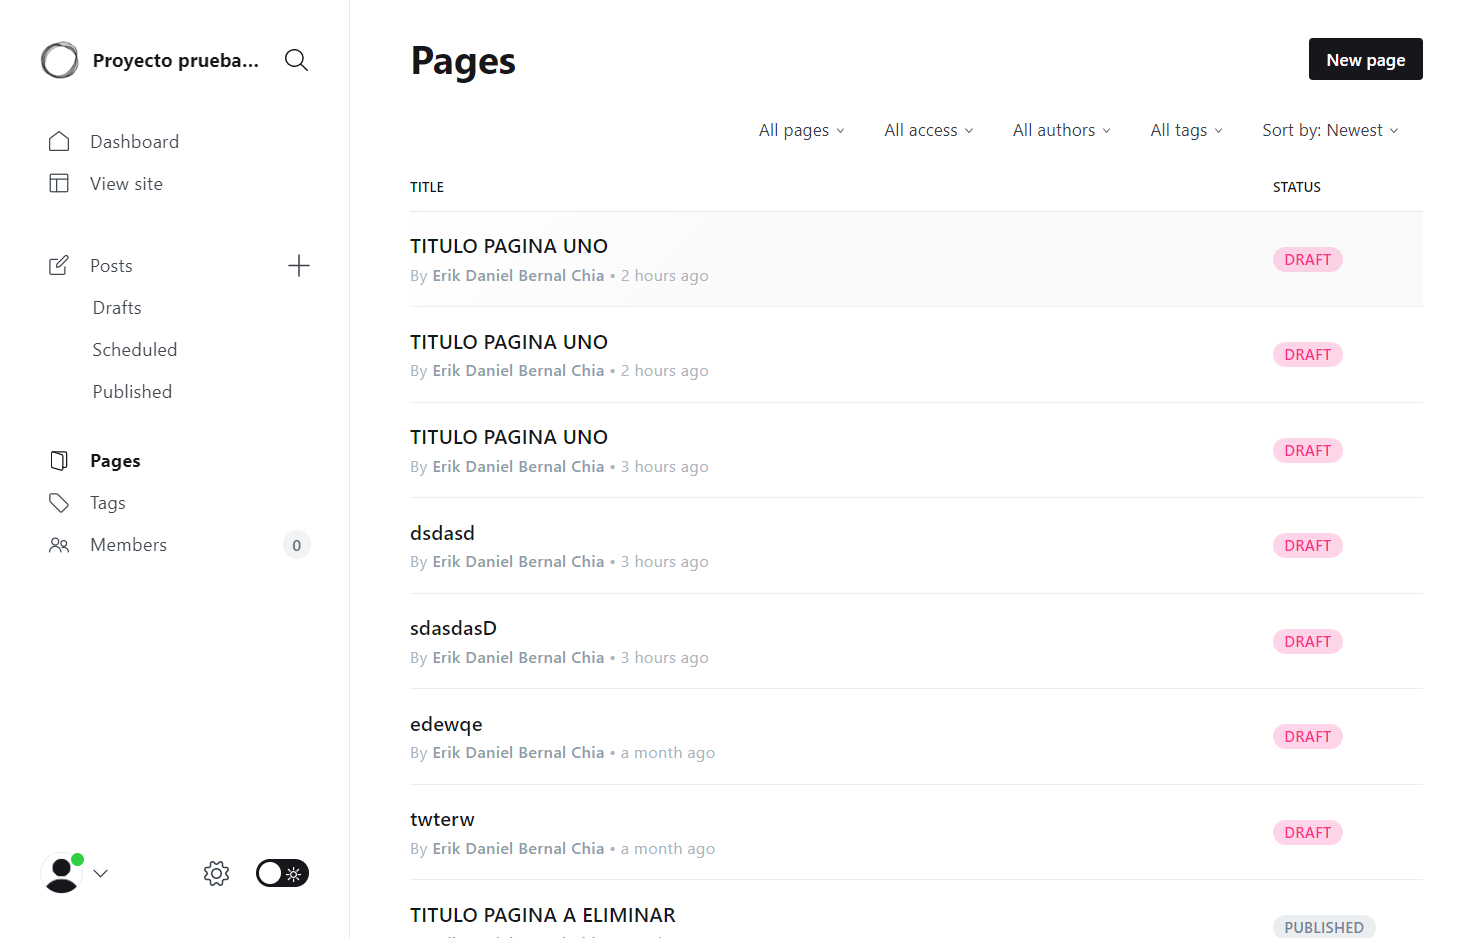 Proyecto prueba...
Dashboard
View site
Posts
Drafts
Scheduled
Published
Pages
Tags
Members 0
Pages
New page
All pages All access All authors All tags Sort by: Newest
TITLE STATUS
TITULO PAGINA UNO
By Erik Daniel Bernal Chia • 2 hours ago
DRAFT
TITULO PAGINA UNO
By Erik Daniel Bernal Chia • 2 hours ago
DRAFT
TITULO PAGINA UNO
By Erik Daniel Bernal Chia • 3 hours ago
DRAFT
dsdasd
By Erik Daniel Bernal Chia • 3 hours ago
DRAFT
sdasdasD
By Erik Daniel Bernal Chia • 3 hours ago
DRAFT
edewqe
By Erik Daniel Bernal Chia • a month ago
DRAFT
twterw
By Erik Daniel Bernal Chia • a month ago
DRAFT
TITULO PAGINA A ELIMINAR
PUBLISHED